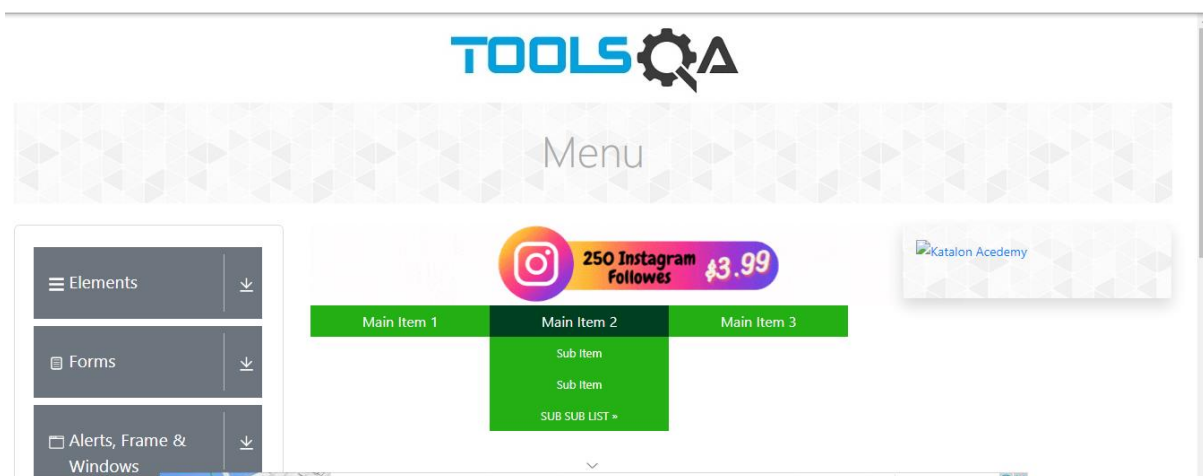 TOOLSQA
Menu
Elements
Forms
Alerts, Frame &
Windows
250 Instagram
Followes
$3.99
Main Item 1
Main Item 2
Main Item 3
Sub Item
Sub Item
SUB SUB LIST »
Katalon Acedemy